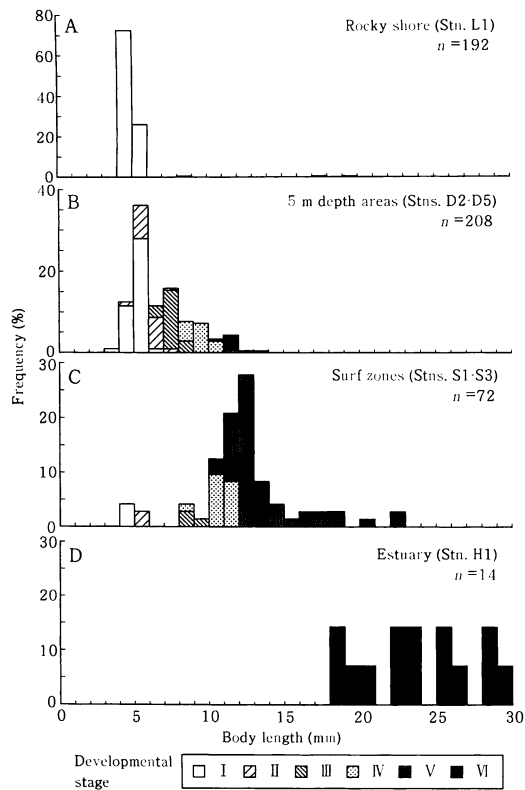 80
60
40
20
0
A
Rocky shore (Stn. L1)
n=192
40
30
20
10
0
B
5 m depth areas (Stns. D2·D5)
n=208
Frequency (%)
30
20
10
0
C
Surf zones (Stns. S1·S3)
n=72
30
20
10
0
D
Estuary (Stn. H1)
n=14
0 5 10 15 20 25 30
Body length (mm)
Developmental stage
I II III IV V VI